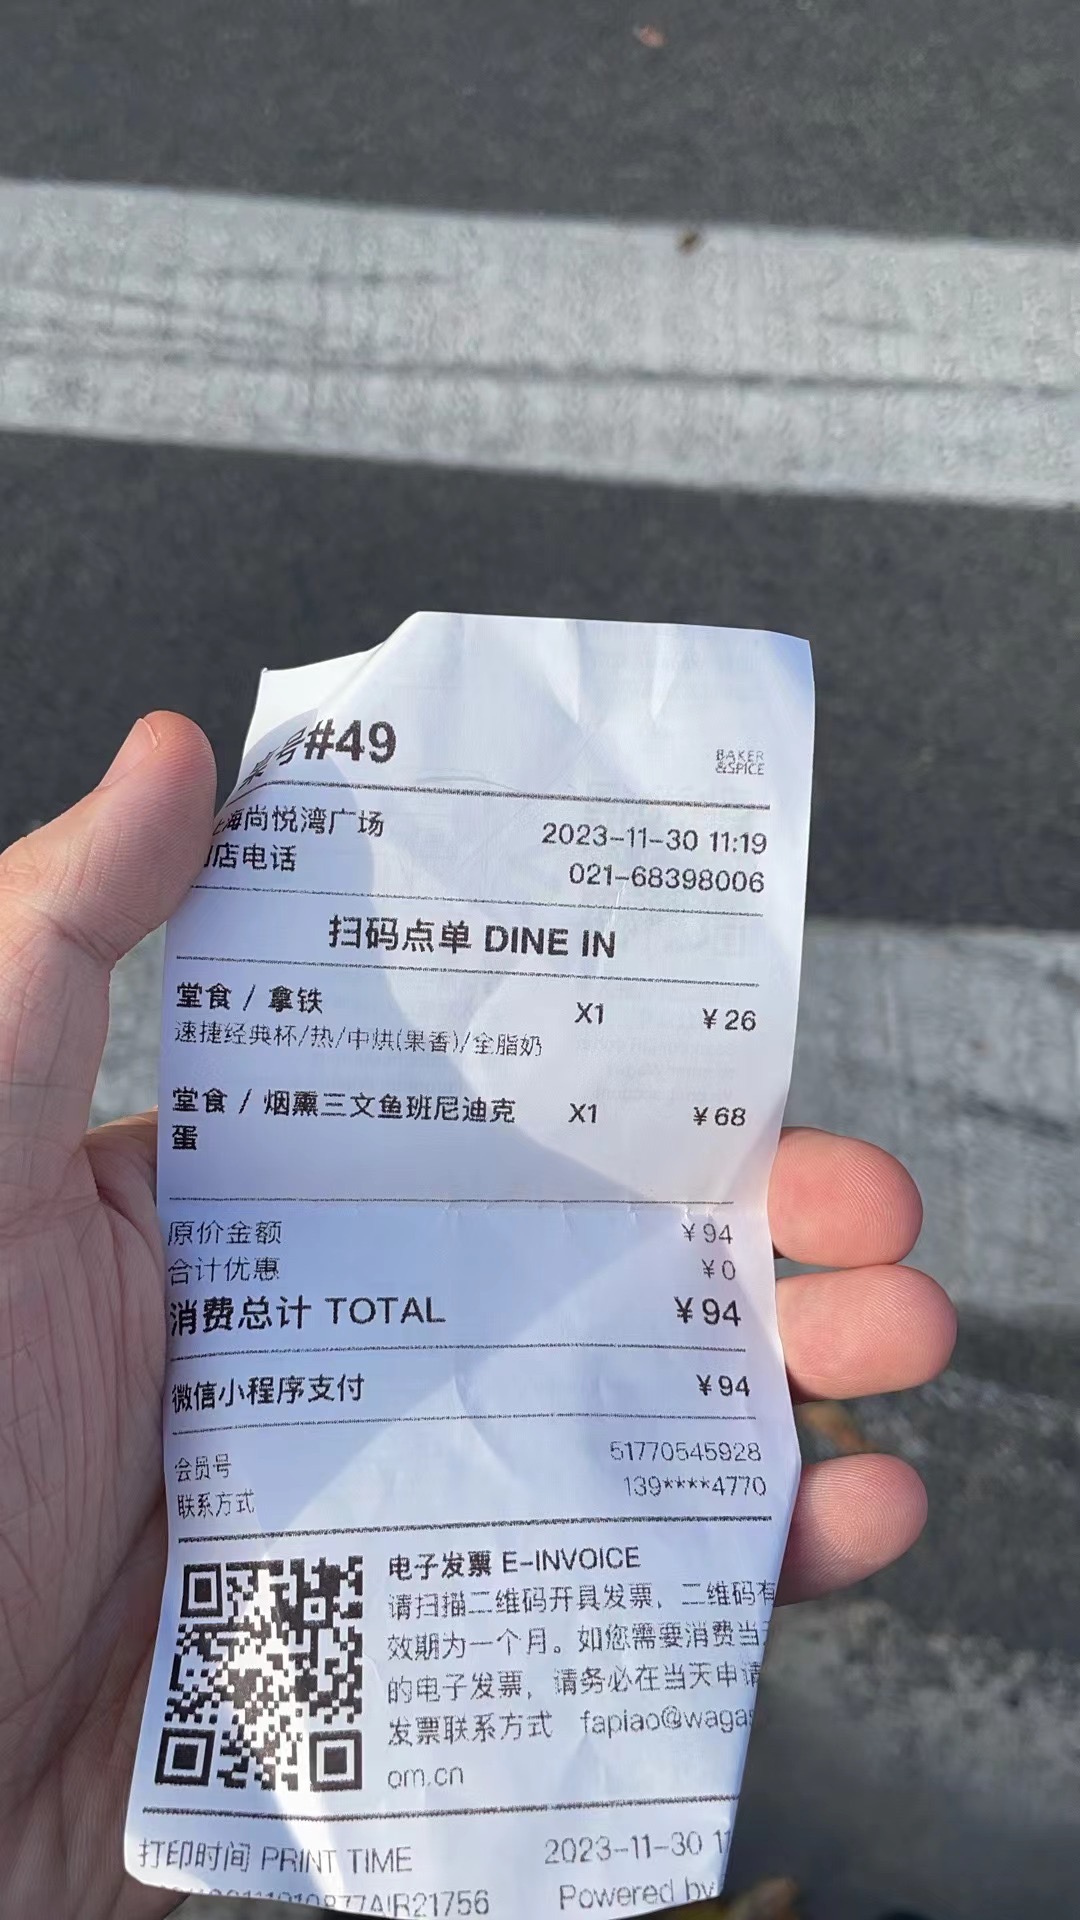 桌号#49
BAKER
&SPICE
上海尚悦湾广场 2023-11-30 11:19
门店电话 021-68398006
扫码点单 DINE IN
堂食 / 拿铁 X1 ¥26
速捷经典杯/热/中烘(果香)/全脂奶
堂食 / 烟熏三文鱼班尼迪克 X1 ¥68
蛋
原价金额 ¥94
合计优惠 ¥0
消费总计 TOTAL ¥94
微信小程序支付 ¥94
会员号 51770545928
联系方式 139****4770
电子发票 E-INVOICE
请扫描二维码开具发票，二维码有
效期为一个月。如您需要消费当天
的电子发票，请务必在当天申请
发票联系方式 fapiao@wagas
om.cn
打印时间 PRINT TIME 2023-11-30 11
Powered by